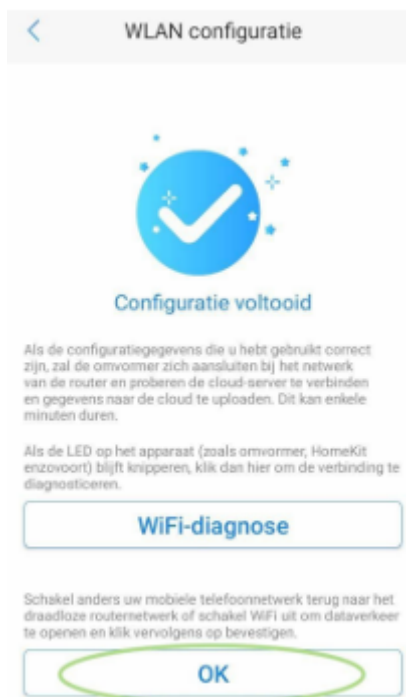 WLAN configuratie
Configuratie voltooid
Als de configuratiegegevens die u hebt gebruikt correct
zijn, zal de omvormer zich aansluiten bij het netwerk
van de router en proberen de cloud-server te verbinden
en gegevens naar de cloud te uploaden. Dit kan enkele
minuten duren.
Als de LED op het apparaat (zoals omvormer, HomeKit
enzovoort) blijft knipperen, klik dan hier om de verbinding te
diagnosticeren.
WiFi-diagnose
Schakel anders uw mobiele telefoonnetwerk terug naar het
draadloze routernetwerk of schakel WiFi uit om dataverkeer
te openen en klik vervolgens op bevestigen.
OK